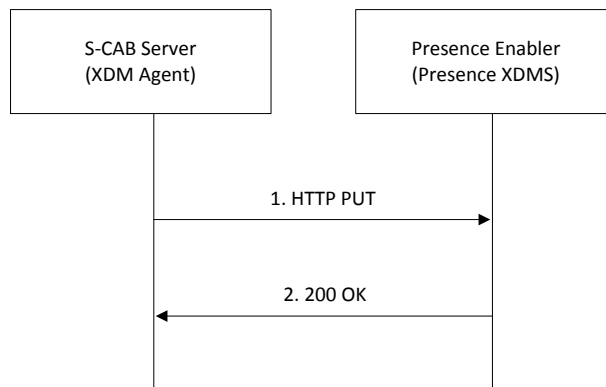 S-CAB Server
(XDM Agent)
Presence Enabler
(Presence XDMS)
1. HTTP PUT
2. 200 OK